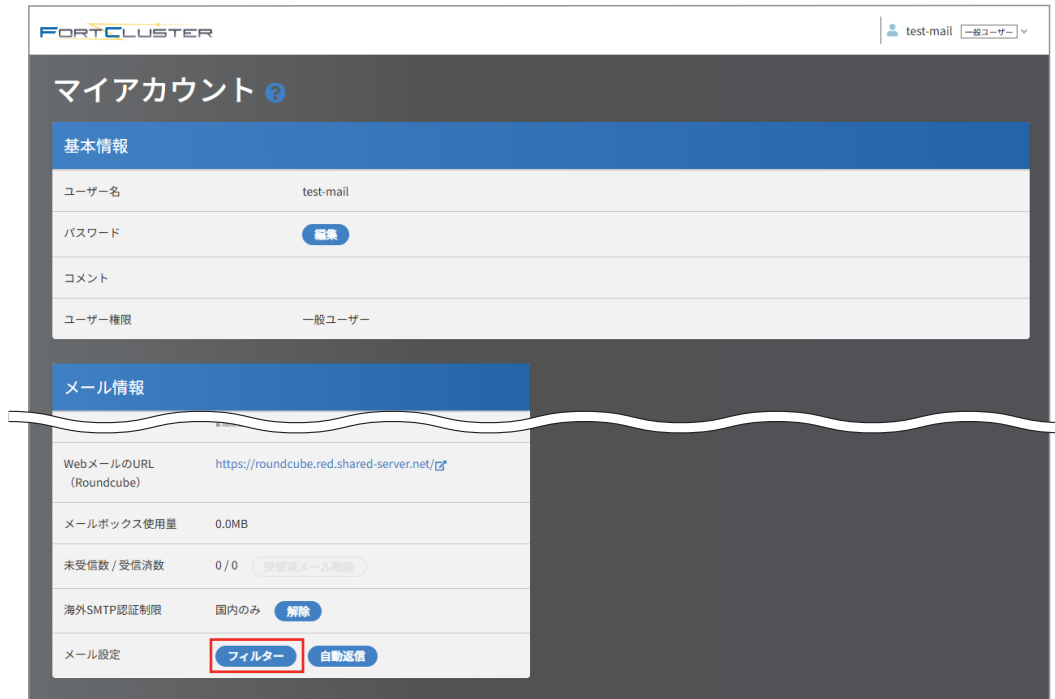 FORTCLUSTER
test-mail 一般ユーザー
マイアカウント ?
基本情報
ユーザー名 test-mail
パスワード 編集
コメント
ユーザー権限 一般ユーザー
メール情報
WebメールのURL
（Roundcube） https://roundcube.red.shared-server.net/
メールボックス使用量 0.0MB
未受信数 / 受信済数 0 / 0 受信済メール削除
海外SMTP認証制限 国内のみ 解除
メール設定 フィルター 自動返信